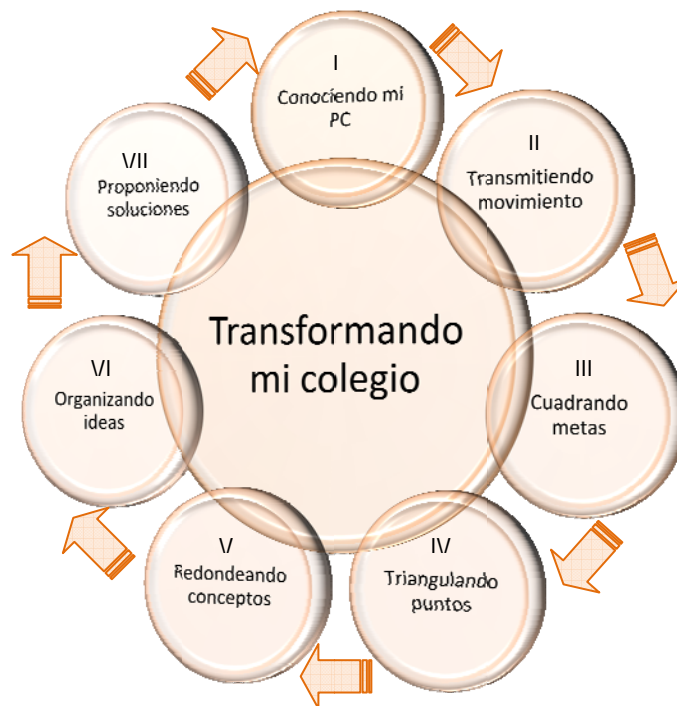 I
Conociendo mi
PC
II
Transmitiendo
movimiento
III
Cuadrando
metas
IV
Triangulando
puntos
V
Redondeando
conceptos
VI
Organizando
ideas
VII
Proponiendo
soluciones
Transformando
mi colegio